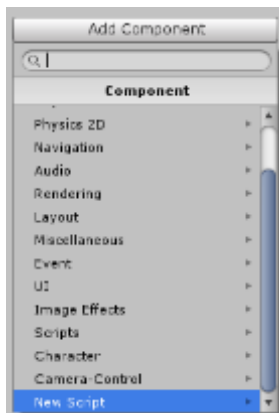 Add Component
Component
Physics 2D
Navigation
Audio
Rendering
Layout
Miscellaneous
Event
UI
Image Effects
Scripts
Character
Camera-Control
New Script